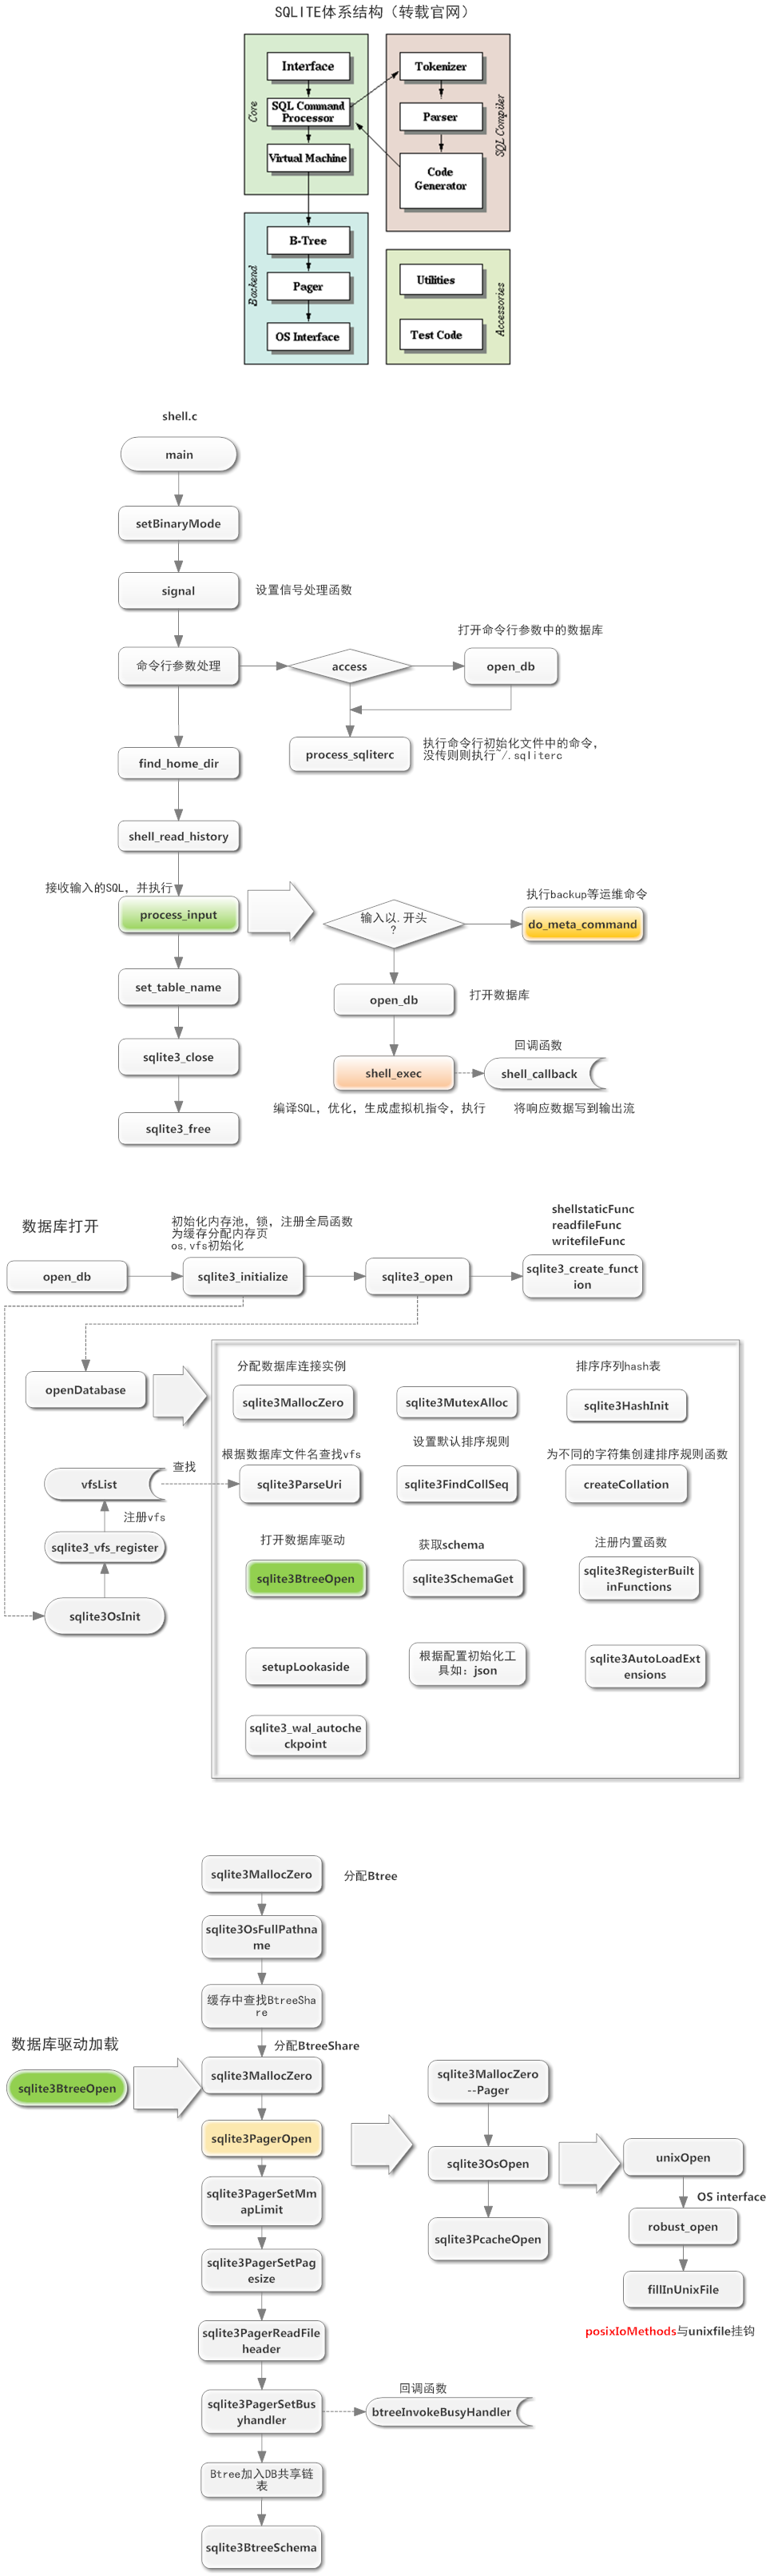 SQLITE体系结构（转载官网）
Interface
Tokenizer
Core
SQL Command
Processor
Parser
SQL Compiler
Virtual Machine
Code
Generator
B-Tree
Backend
Pager
Utilities
Accessories
OS Interface
Test Code
shell.c
main
setBinaryMode
signal
设置信号处理函数
打开命令行参数中的数据库
命令行参数处理
access
open_db
find_home_dir
process_sqliterc
执行命令行初始化文件中的命令，
没传则则执行~/.sqliterc
shell_read_history
接收输入的SQL，并执行
process_input
输入以.开头
?
执行backup等运维命令
do_meta_command
set_table_name
open_db
打开数据库
sqlite3_close
回调函数
shell_exec
shell_callback
编译SQL，优化，生成虚拟机指令，执行
将响应数据写到输出流
sqlite3_free
数据库打开
初始化内存池，锁，注册全局函数
为缓存分配内存页
os,vfs初始化
shellstaticFunc
readfileFunc
writefileFunc
open_db
sqlite3_initialize
sqlite3_open
sqlite3_create_funct
ion
openDatabase
分配数据库连接实例
排序序列hash表
sqlite3MallocZero
sqlite3MutexAlloc
sqlite3HashInit
设置默认排序规则
根据数据库文件名查找vfs
为不同的字符集创建排序规则函数
查找
vfsList
sqlite3ParseUri
sqlite3FindCollSeq
createCollation
注册vfs
sqlite3_vfs_register
打开数据库驱动
获取schema
注册内置函数
sqlite3BtreeOpen
sqlite3SchemaGet
sqlite3RegisterBuilt
inFunctions
sqlite3OsInit
setupLookaside
根据配置初始化工
具如：json
sqlite3AutoLoadExt
ensions
sqlite3_wal_autoche
ckpoint
sqlite3MallocZero
分配Btree
sqlite3OsFullPathna
me
缓存中查找BtreeSha
re
数据库驱动加载
分配BtreeShare
sqlite3BtreeOpen
sqlite3MallocZero
sqlite3MallocZero
--Pager
sqlite3PagerOpen
sqlite3OsOpen
unixOpen
sqlite3PagerSetMm
apLimit
OS interface
sqlite3PcacheOpen
robust_open
sqlite3PagerSetPag
esize
fillInUnixFile
sqlite3PagerReadFile
header
posixIoMethods与unixfile挂钩
回调函数
sqlite3PagerSetBus
yhandler
btreeInvokeBusyHandler
Btree加入DB共享链
表
sqlite3BtreeSchema